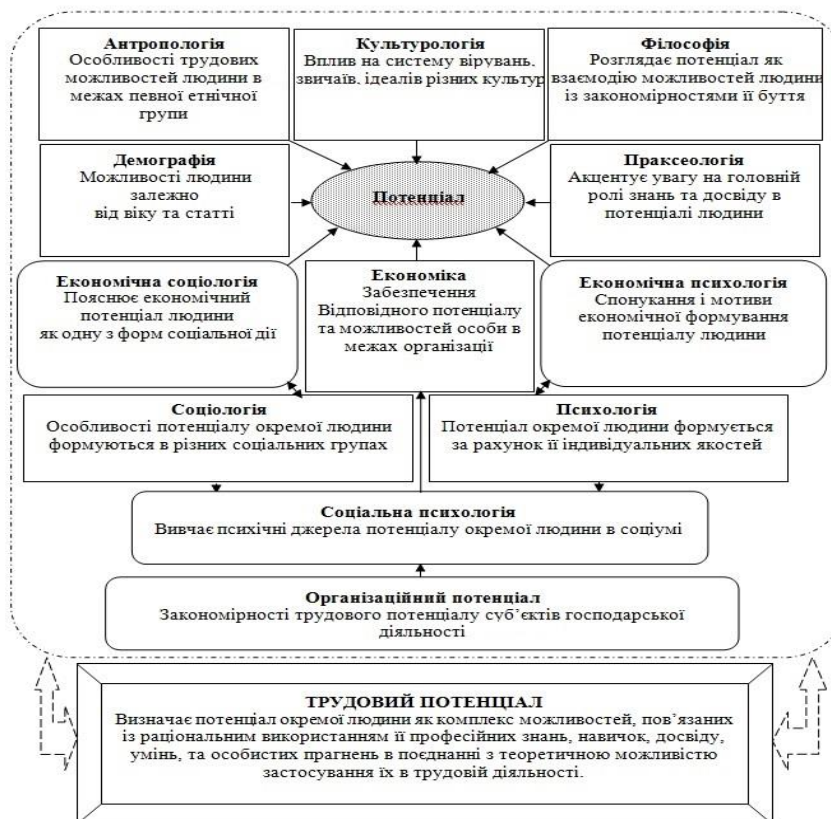 Антропологія
Особливості трудових
можливостей людини в
межах певної етнічної
групи
Культурологія
Вплив на систему вірувань,
звичаїв, ідеалів різних культур
Філософія
Розглядає потенціал як
взаємодію можливостей людини
із закономірностями її буття
Демографія
Можливості людини
залежно
від віку та статті
Потенціал
Праксеологія
Акцентує увагу на головній
ролі знань та досвіду в
потенціалі людини
Економічна соціологія
Пояснює економічний
потенціал людини
як одну з форм соціальної дії
Економіка
Забезпечення
Відповідного потенціалу
та можливостей особи в
межах організації
Економічна психологія
Спонукання і мотиви
економічної формування
потенціалу людини
Соціологія
Особливості потенціалу окремої людини
формуються в різних соціальних групах
Психологія
Потенціал окремої людини формується
за рахунок її індивідуальних якостей
Соціальна психологія
Вивчає психічні джерела потенціалу окремої людини в соціумі
Організаційний потенціал
Закономірності трудового потенціалу суб’єктів господарської
діяльності
ТРУДОВИЙ ПОТЕНЦІАЛ
Визначає потенціал окремої людини як комплекс можливостей, пов’язаних
із раціональним використанням її професійних знань, навичок, досвіду,
умінь, та особистих прагнень в поєднанні з теоретичною можливістю
застосування їх в трудовій діяльності.